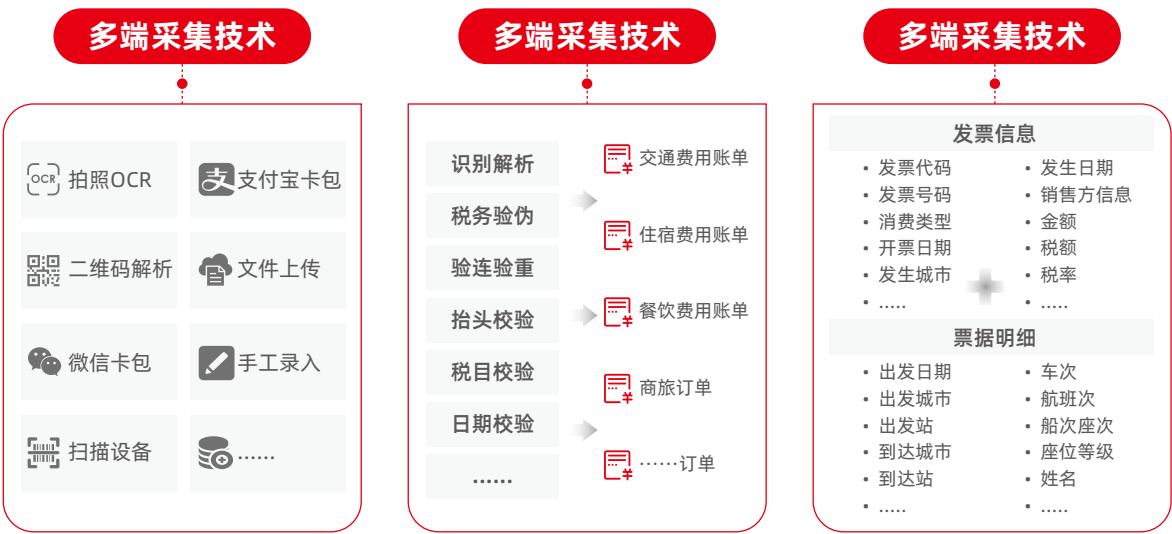 多端采集技术
OCR
拍照OCR
支付宝卡包
二维码解析
文件上传
微信卡包
手工录入
扫描设备
……
多端采集技术
识别解析
税务验伪
验连验重
抬头校验
税目校验
日期校验
……
交通费用账单
住宿费用账单
餐饮费用账单
商旅订单
……订单
多端采集技术
发票信息
• 发票代码
• 发票号码
• 消费类型
• 开票日期
• 发生城市
• .....
• 发生日期
• 销售方信息
• 金额
• 税额
• 税率
• .....
票据明细
• 出发日期
• 出发城市
• 出发站
• 到达城市
• 到达站
• .....
• 车次
• 航班次
• 船次座次
• 座位等级
• 姓名
• .....